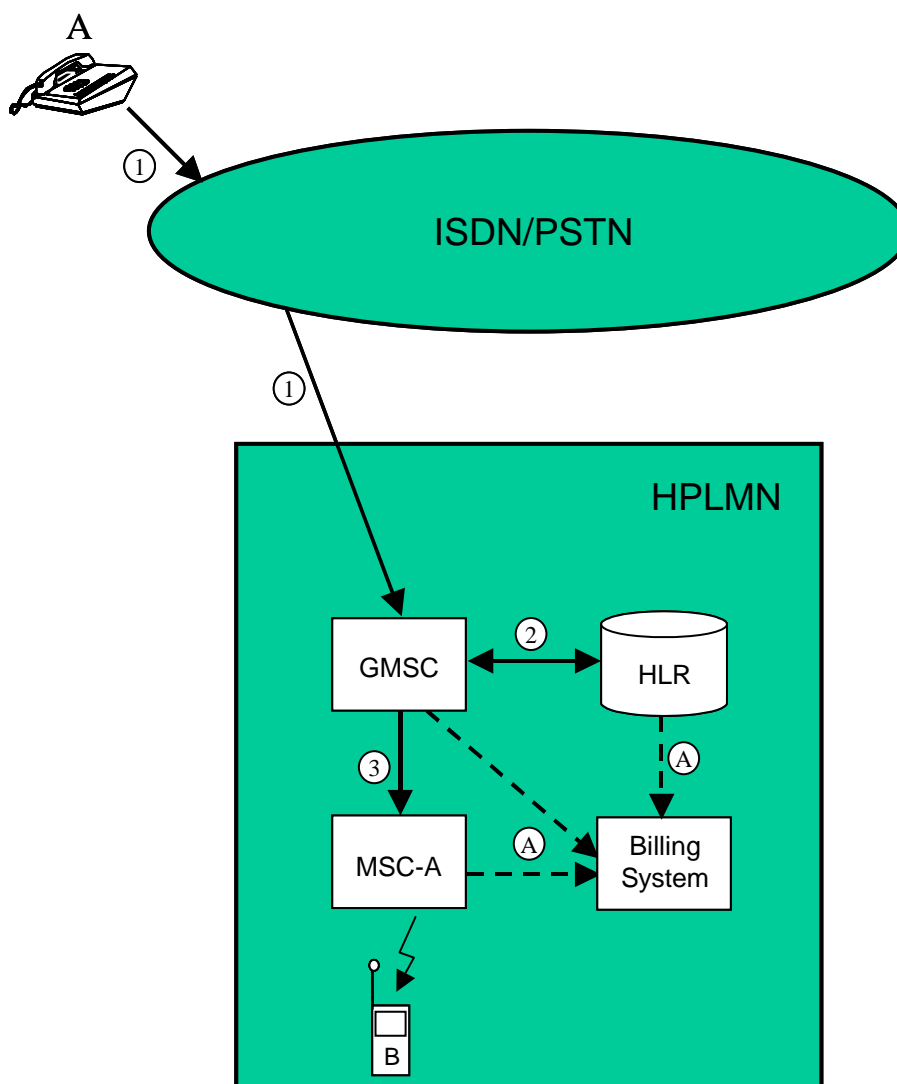 A
1
ISDN/PSTN
1
HPLMN
GMSC
2
HLR
3
A
MSC-A
A
Billing
System
B